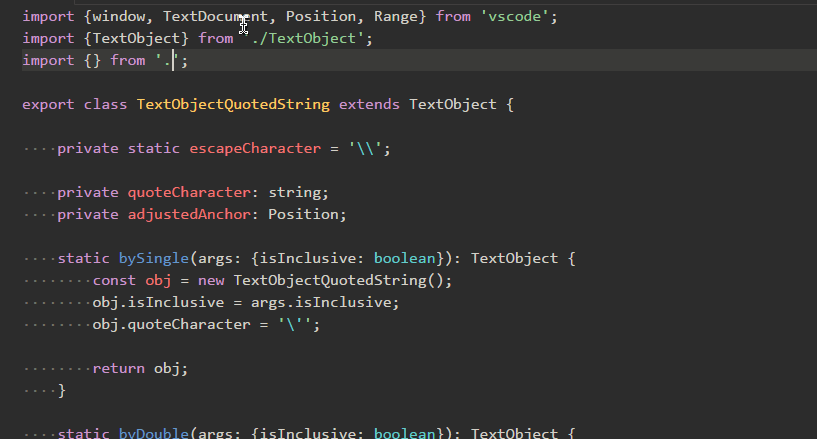 import {window, TextDocument, Position, Range} from 'vscode';
import {TextObject} from './TextObject';
import {} from '.';
export class TextObjectQuotedString extends TextObject {
····private static escapeCharacter = '\\';
····private quoteCharacter: string;
····private adjustedAnchor: Position;
····static bySingle(args: {isInclusive: boolean}): TextObject {
········const obj = new TextObjectQuotedString();
········obj.isInclusive = args.isInclusive;
········obj.quoteCharacter = '\'';
········return obj;
····}
····static byDouble(args: {isInclusive: boolean}): TextObject {